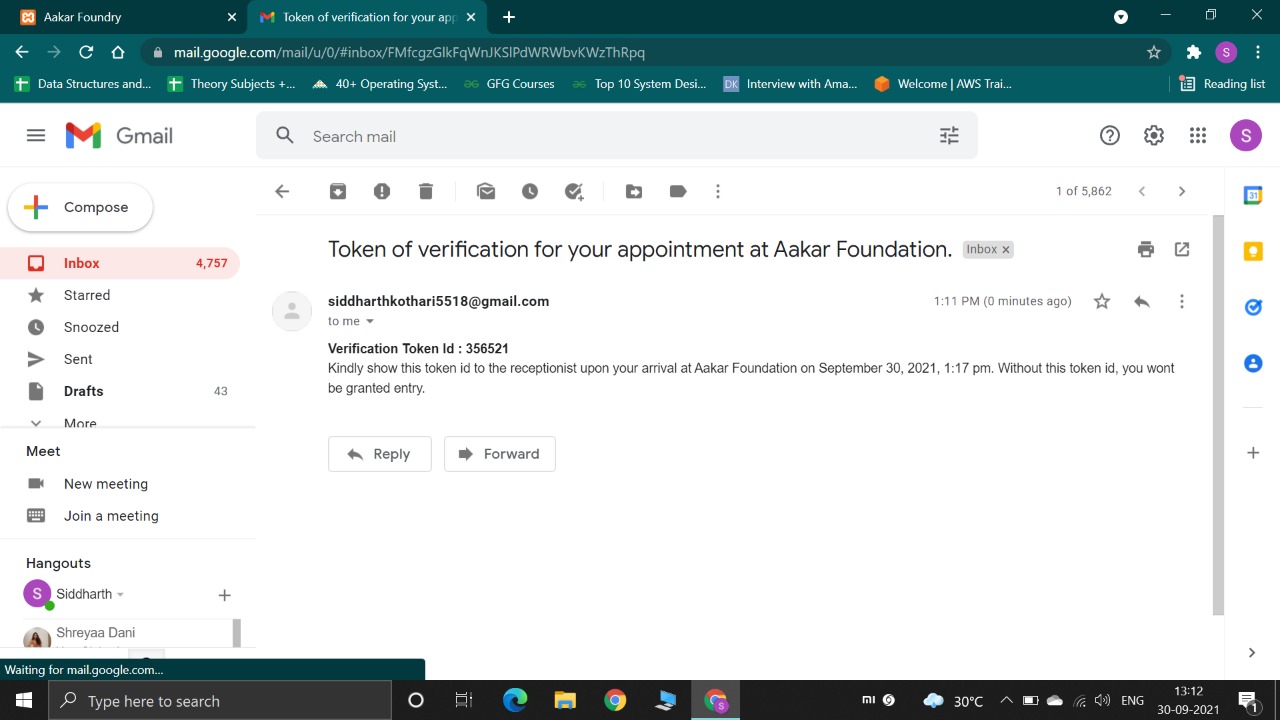 Aakar Foundry
Token of verification for your app
mail.google.com/mail/u/0/#inbox/FMfcgzGlkFqWnJKSlPdWRWbvKWzThRpq
S
Data Structures and...
Theory Subjects +...
40+ Operating Syst...
GFG Courses
Top 10 System Desi...
DK
Interview with Ama...
Welcome | AWS Trai...
Reading list
Gmail
Search mail
S
Compose
1 of 5,862
31
Token of verification for your appointment at Aakar Foundation.
Inbox ×
Inbox 4,757
Starred
Snoozed
Sent
Drafts 43
More
siddharthkothari5518@gmail.com
1:11 PM (0 minutes ago)
to me
Verification Token Id : 356521
Kindly show this token id to the receptionist upon your arrival at Aakar Foundation on September 30, 2021, 1:17 pm. Without this token id, you wont
be granted entry.
Reply
Forward
Meet
New meeting
Join a meeting
Hangouts
S
Siddharth
Shreyaa Dani
Waiting for mail.google.com...
Type here to search
S
mi
30°C
ENG
13:12
30-09-2021
1